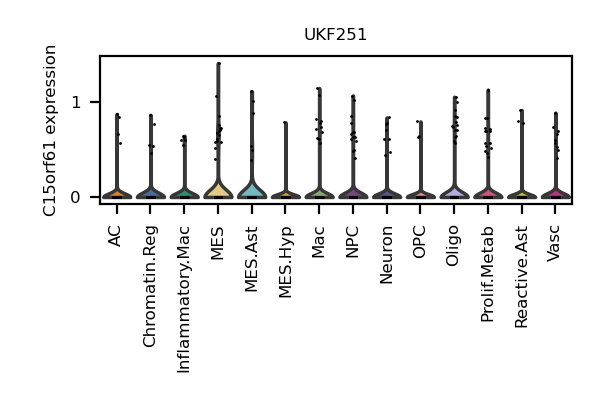 UKF251
C15orf61 expression
1
0
AC
Chromatin.Reg
Inflammatory.Mac
MES
MES.Ast
MES.Hyp
Mac
NPC
Neuron
OPC
Oligo
Prolif.Metab
Reactive.Ast
Vasc